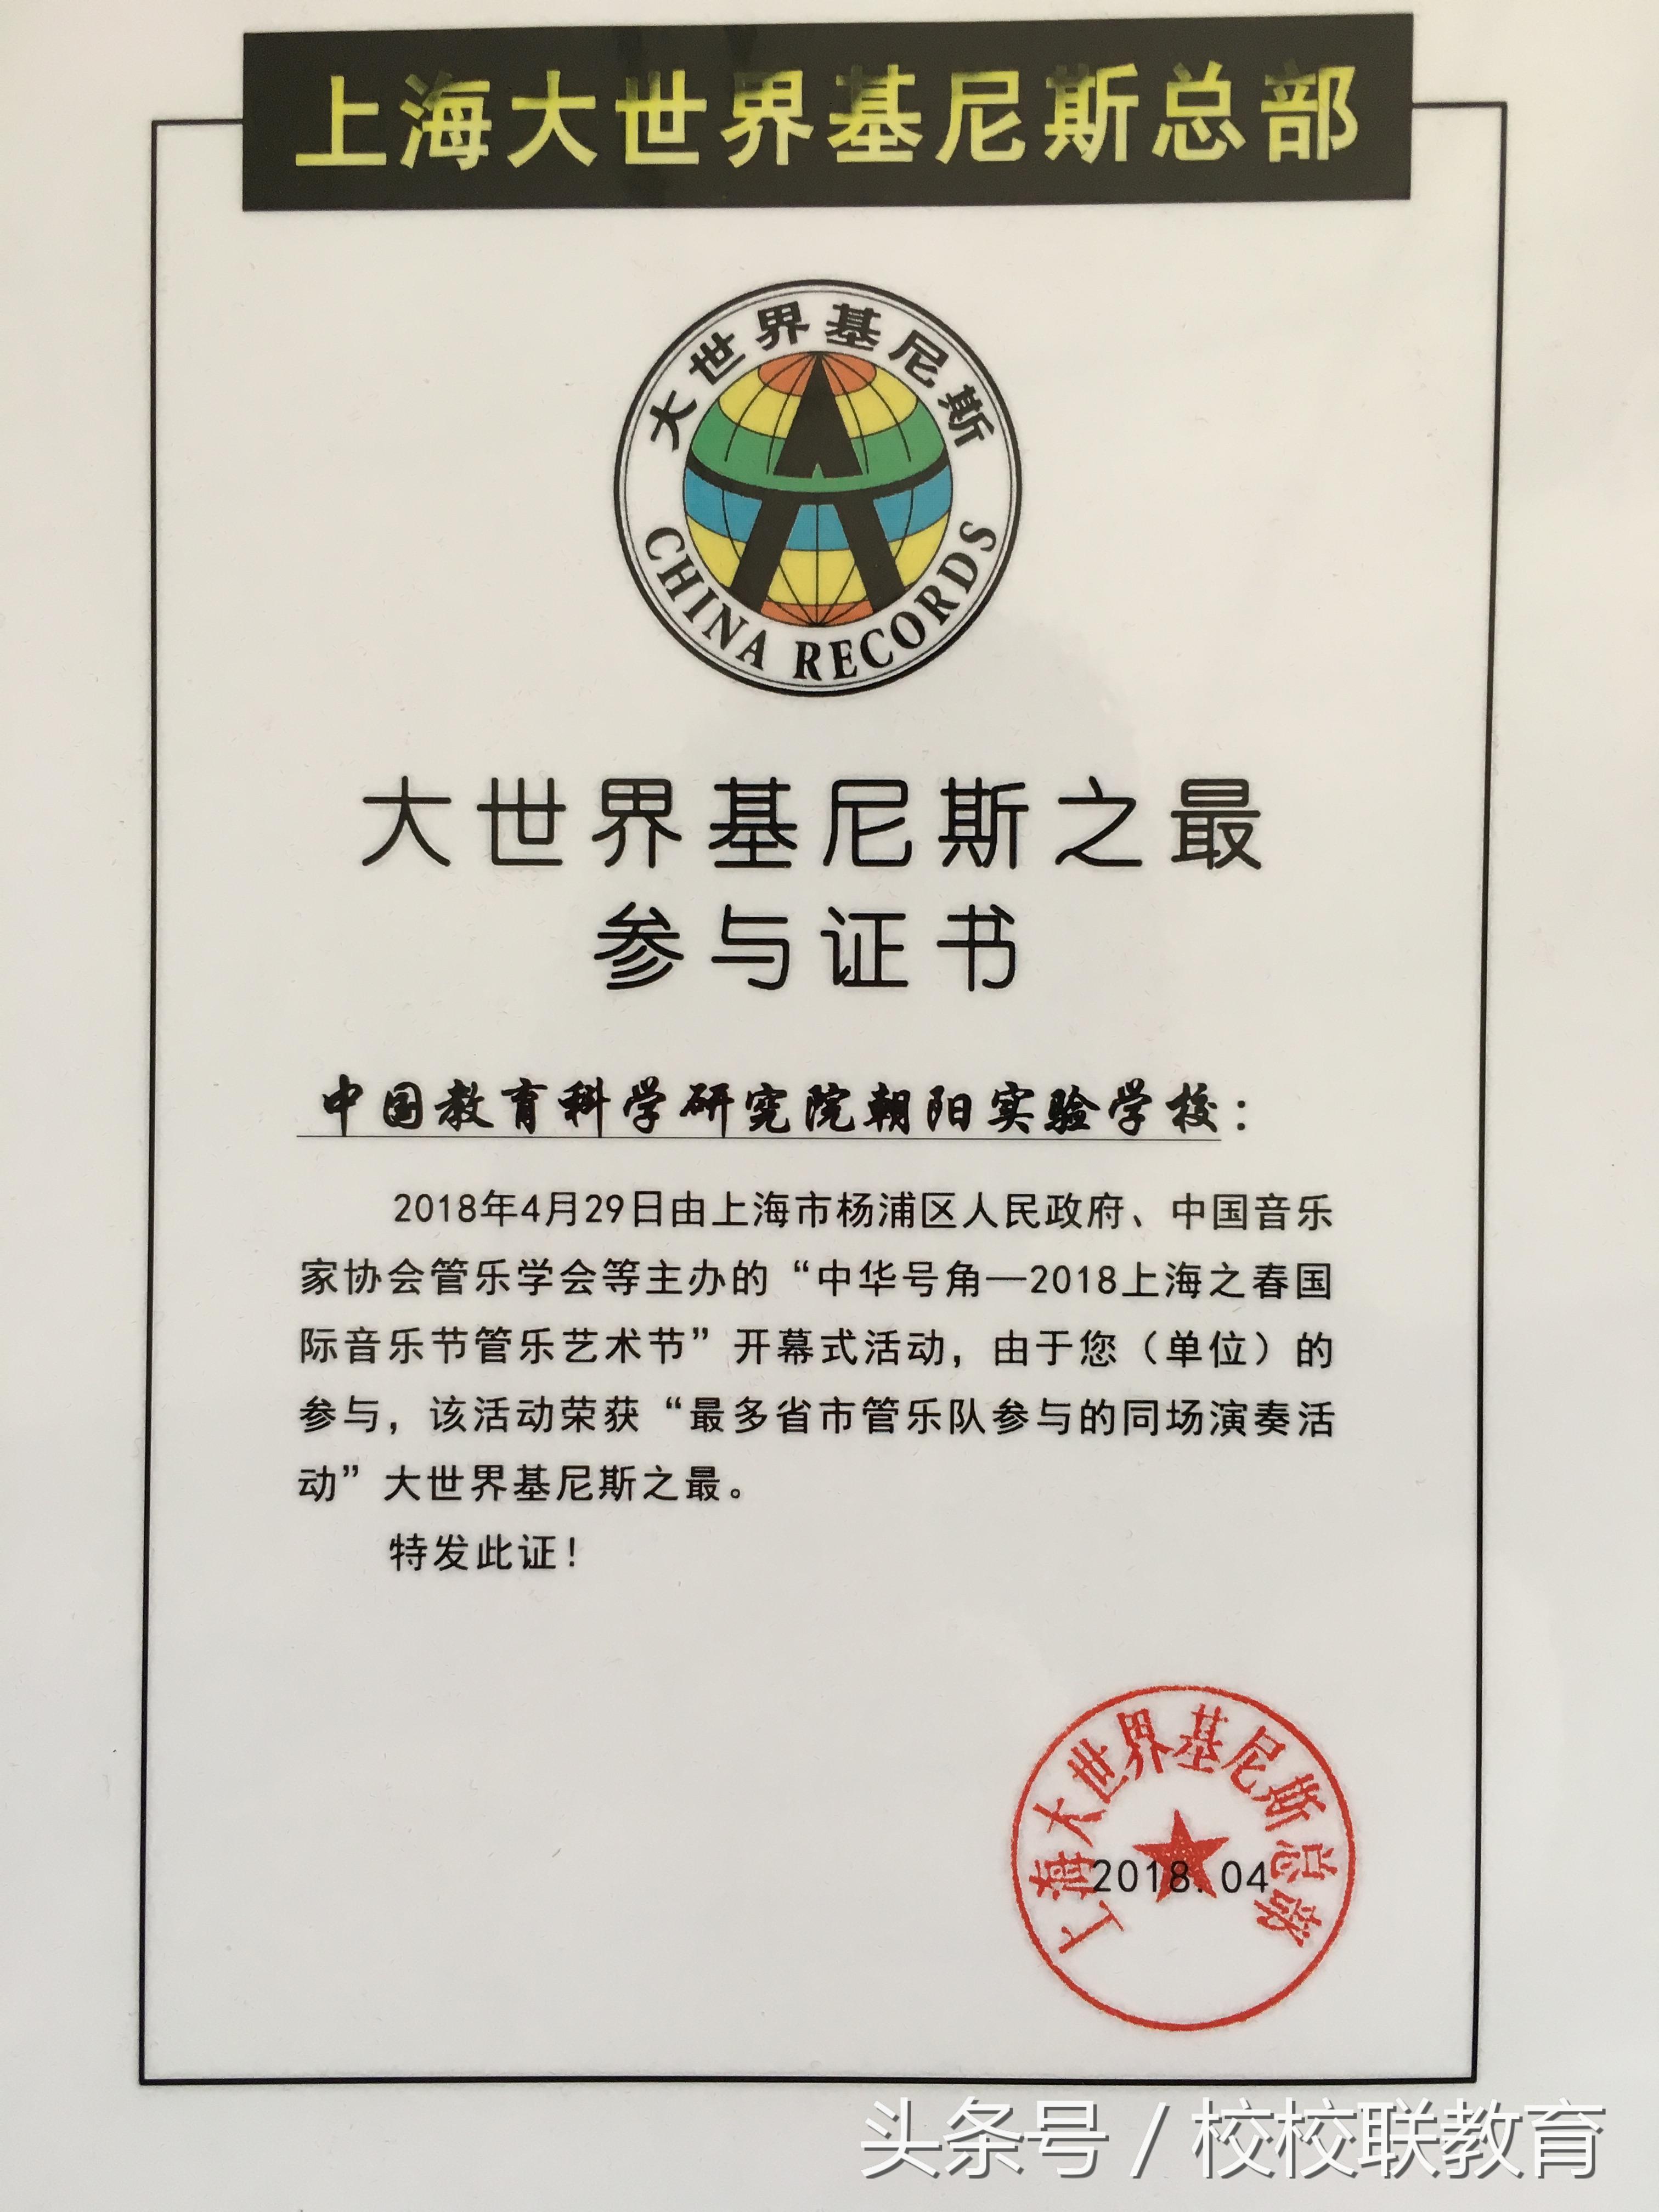 上海大世界基尼斯总部
大世界基尼斯
CHINA RECORDS
大世界基尼斯之最
参与证书
中国教育科学研究院朝阳实验学校：
2018年4月29日由上海市杨浦区人民政府、中国音乐
家协会管乐学会等主办的“中华号角—2018上海之春国
际音乐节管乐艺术节”开幕式活动，由于您（单位）的
参与，该活动荣获“最多省市管乐队参与的同场演奏活
动”大世界基尼斯之最。
特发此证！
上海大世界基尼斯总部
2018.04
头条号 / 校校联教育